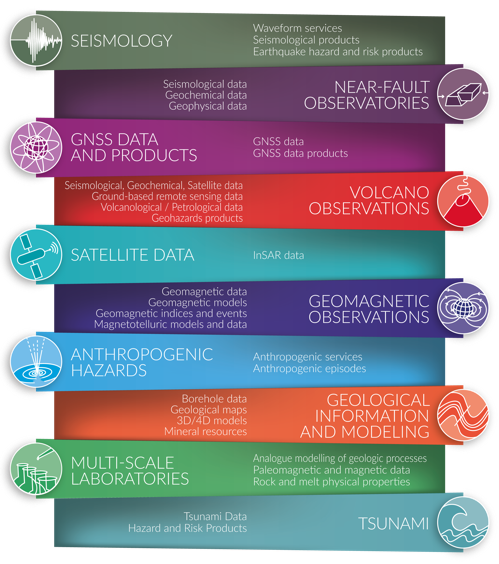 SEISMOLOGY
Waveform services
Seismological products
Earthquake hazard and risk products
Seismological data
Geochemical data
Geophysical data
NEAR-FAULT
OBSERVATORIES
GNSS DATA
AND PRODUCTS
GNSS data
GNSS data products
Seismological, Geochemical, Satellite data
Ground-based remote sensing data
Volcanological / Petrological data
Geohazards products
VOLCANO
OBSERVATIONS
SATELLITE DATA
InSAR data
Geomagnetic data
Geomagnetic models
Geomagnetic indices and events
Magnetotelluric models and data
GEOMAGNETIC
OBSERVATIONS
ANTHROPOGENIC
HAZARDS
Anthropogenic services
Anthropogenic episodes
Borehole data
Geological maps
3D/4D models
Mineral resources
GEOLOGICAL
INFORMATION
AND MODELING
MULTI-SCALE
LABORATORIES
Analogue modelling of geologic processes
Paleomagnetic and magnetic data
Rock and melt physical properties
Tsunami Data
Hazard and Risk Products
TSUNAMI